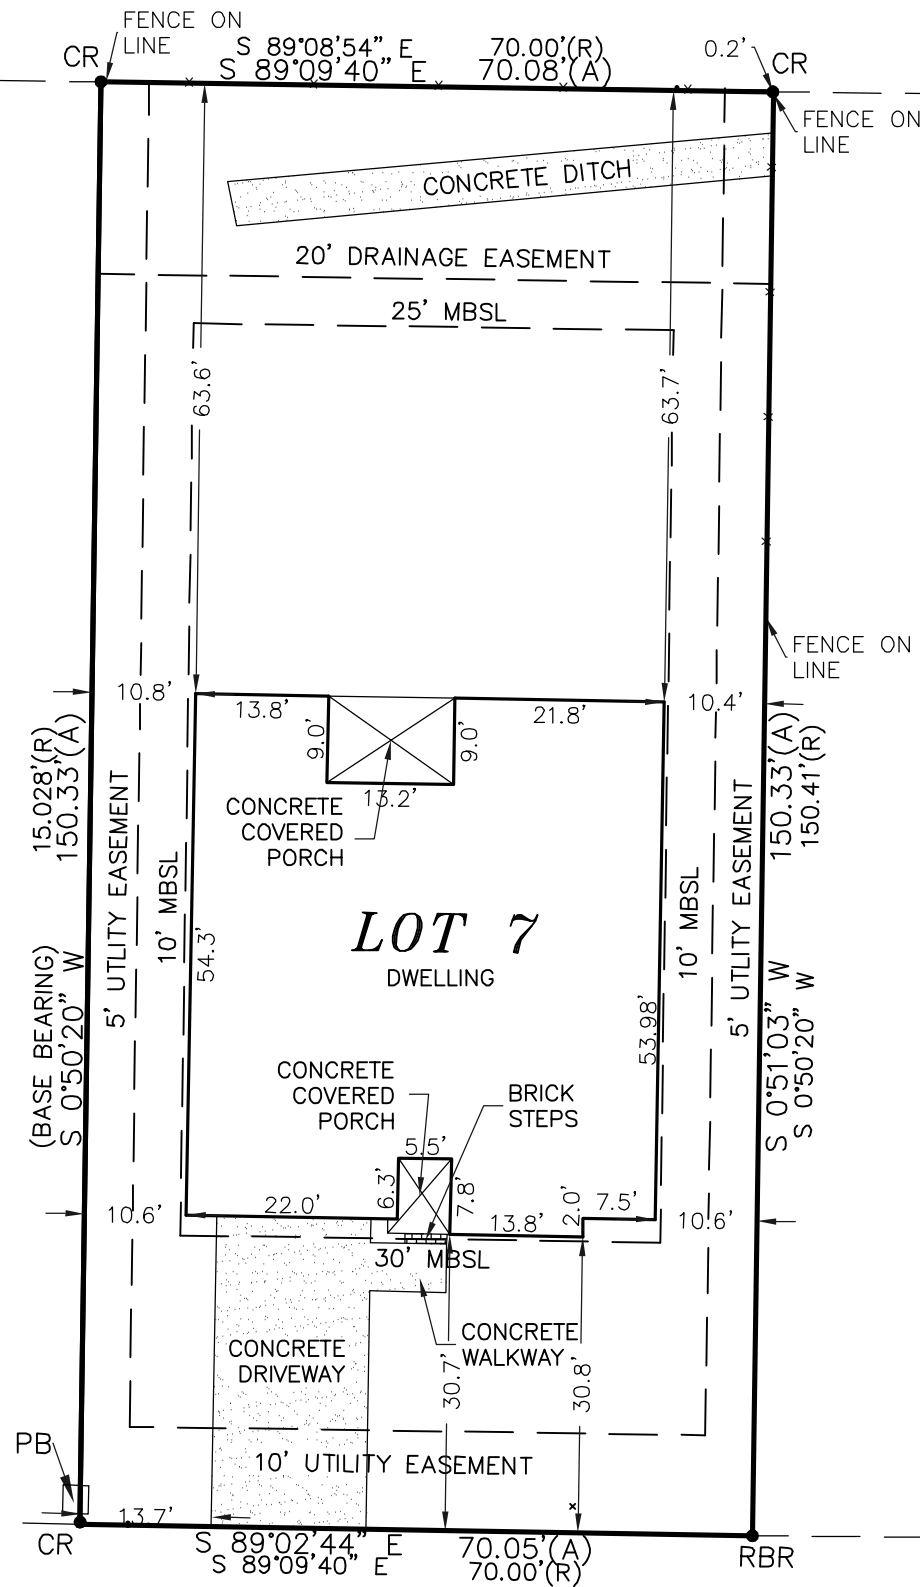 FENCE ON
LINE
CR
S 89°08'54" E 70.00'(R)
S 89°09'40" E 70.08'(A)
0.2'
CR
FENCE ON
LINE
CONCRETE DITCH
20' DRAINAGE EASEMENT
25' MBSL
63.6'
63.7'
FENCE ON
LINE
10.8'
13.8'
9.0'
9.0'
21.8'
10.4'
13.2'
CONCRETE
COVERED
PORCH
15.028'(R)
150.33'(A)
150.33'(A)
150.41'(R)
5' UTLITY EASEMENT
10' MBSL
54.3'
LOT 7
DWELLING
10' MBSL
5' UTLITY EASEMENT
53.98'
(BASE BEARING)
S 0°50'20" W
S 0°51'03" W
S 0°50'20" W
CONCRETE
COVERED
PORCH
BRICK
STEPS
5.5'
6.3'
7.8'
2.0'
7.5'
10.6'
22.0'
13.8'
10.6'
30' MBSL
CONCRETE
DRIVEWAY
CONCRETE
WALKWAY
30.7'
30.8'
10' UTILITY EASEMENT
PB
13.7'
CR
S 89°02'44" E 70.05'(A)
S 89°09'40" E 70.00'(R)
RBR